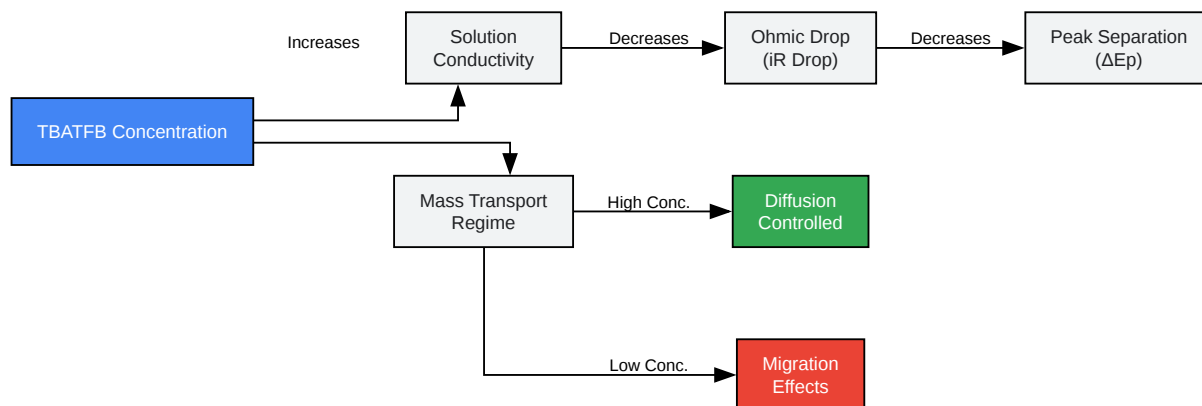 Increases
Solution
Conductivity
Decreases
Ohmic Drop
(iR Drop)
Decreases
Peak Separation
(ΔEp)
TBATFB Concentration
Mass Transport
Regime
High Conc.
Diffusion
Controlled
Low Conc.
Migration
Effects